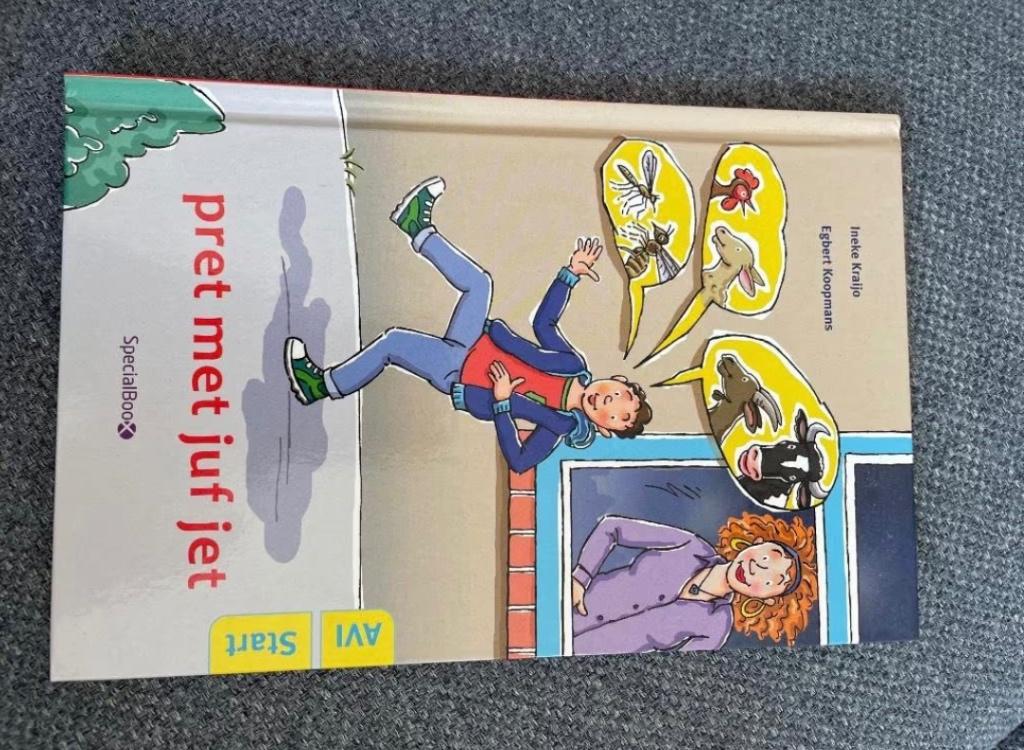 Ineke Kraijo
Egbert Koopmans
pret met juf jet
SpecialBooX
AVI
Start